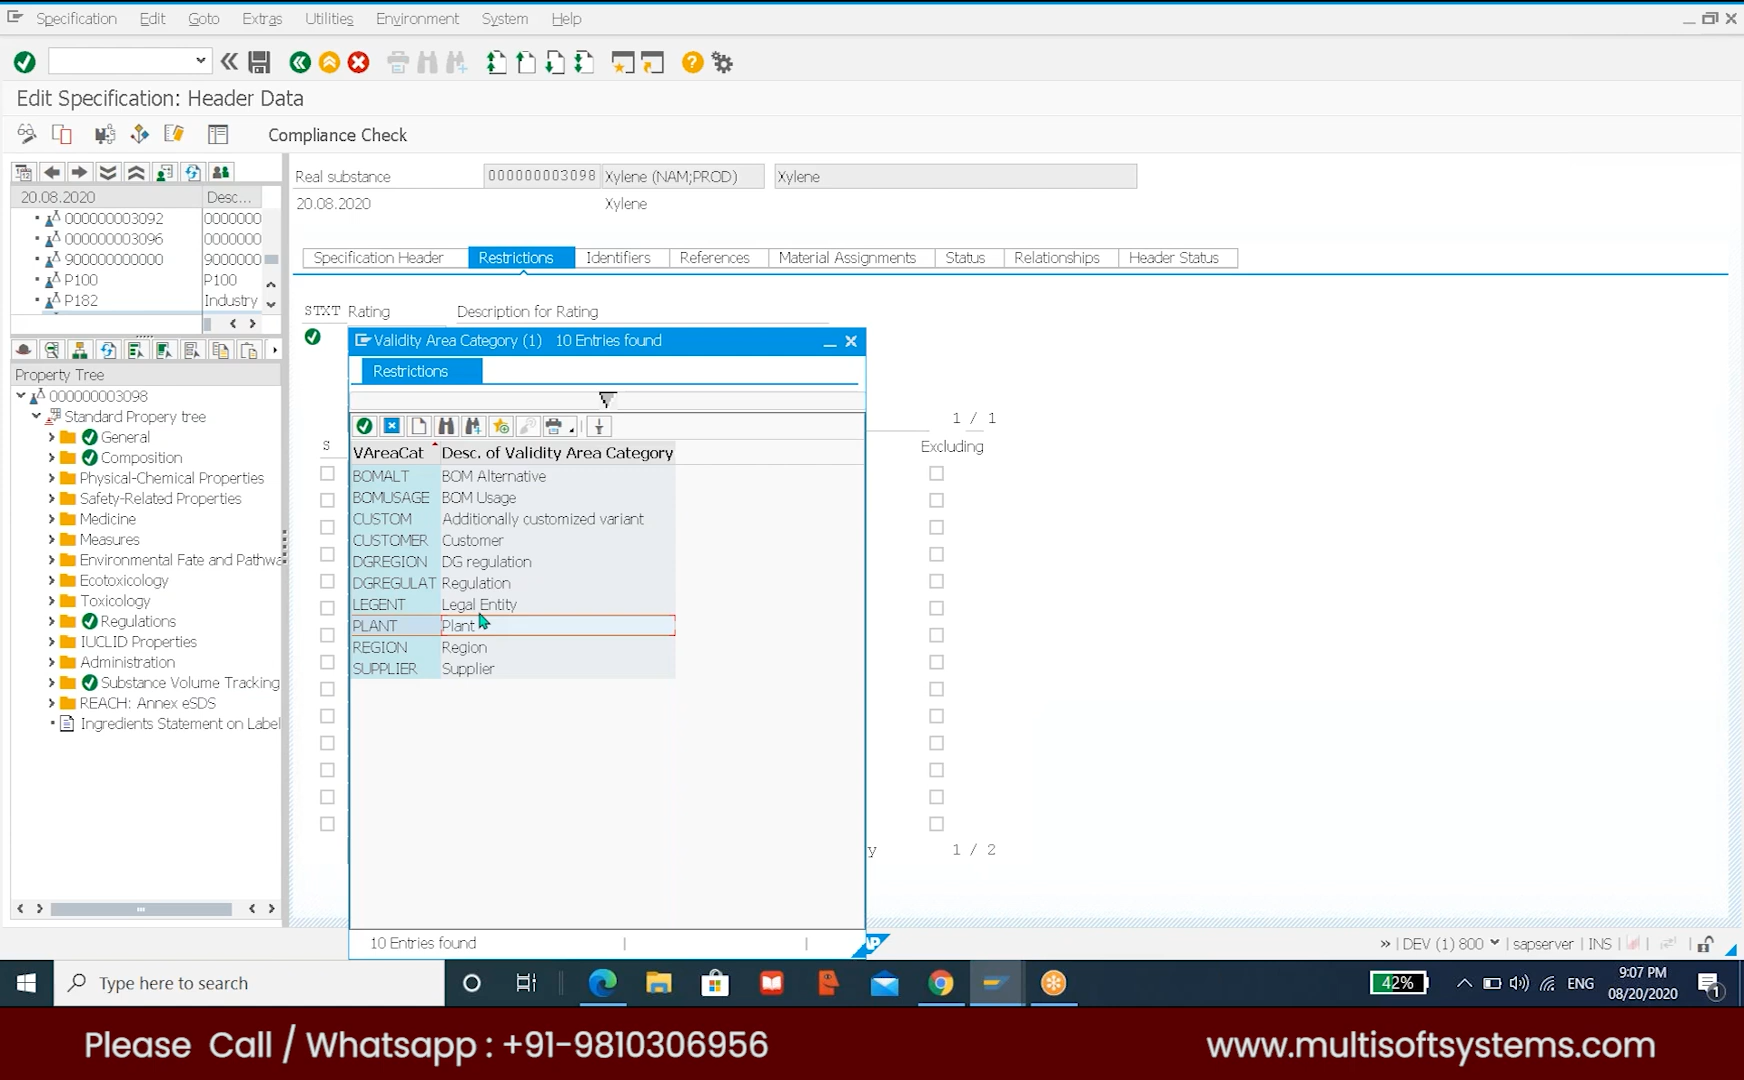 Specification Edit Goto Extras Utilities Environment System Help
Edit Specification: Header Data
Compliance Check
20.08.2020 Desc...
000000003092 0000000
000000003096 0000000
900000000000 9000000
P100 P100
P182 Industry
Property Tree
000000003098
Standard Propery tree
General
Composition
Physical-Chemical Properties
Safety-Related Properties
Medicine
Measures
Environmental Fate and Pathwa
Ecotoxicology
Toxicology
Regulations
IUCLID Properties
Administration
Substance Volume Tracking
REACH: Annex eSDS
Ingredients Statement on Label
Real substance 000000003098 Xylene (NAM;PROD) Xylene
20.08.2020 Xylene
Specification Header Restrictions Identifiers References Material Assignments Status Relationships Header Status
STXT Rating Description for Rating
1 / 1
S Excluding
y 1 / 2
Validity Area Category (1) 10 Entries found
Restrictions
VAreaCat Desc. of Validity Area Category
BOMALT BOM Alternative
BOMUSAGE BOM Usage
CUSTOM Additionally customized variant
CUSTOMER Customer
DGREGION DG regulation
DGREGULAT Regulation
LEGENT Legal Entity
PLANT Plant
REGION Region
SUPPLIER Supplier
10 Entries found
DEV (1) 800 sapserver INS
Type here to search
42% ENG 9:07 PM
08/20/2020 1
Please Call / Whatsapp : +91-9810306956 www.multisoftsystems.com